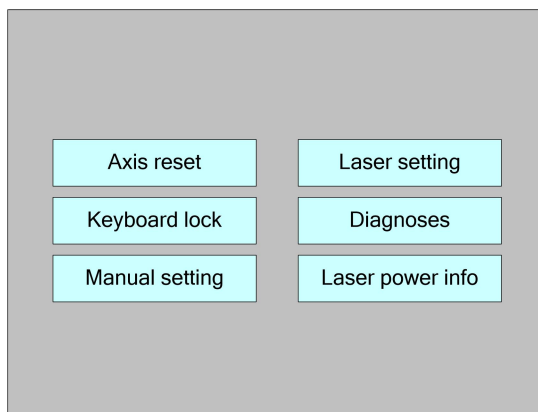 Axis reset
Laser setting
Keyboard lock
Diagnoses
Manual setting
Laser power info